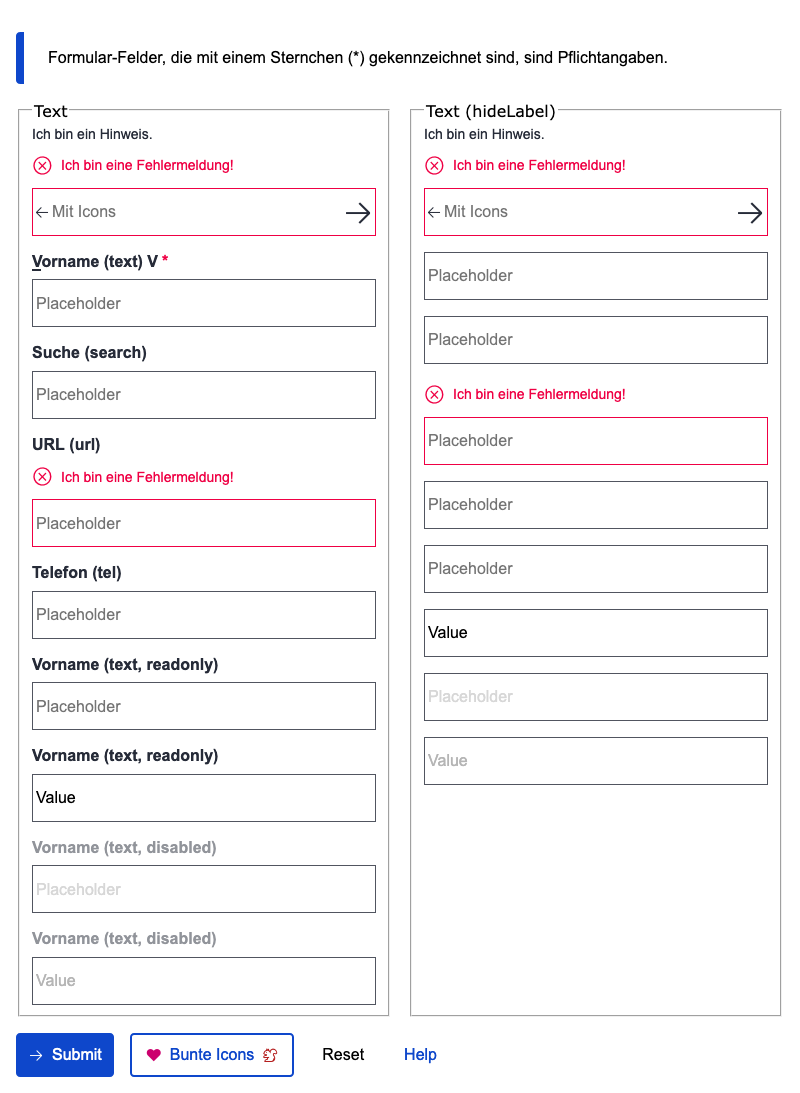 Formular-Felder, die mit einem Sternchen (*) gekennzeichnet sind, sind Pflichtangaben.
Text
Ich bin ein Hinweis.
Ich bin eine Fehlermeldung!
Mit Icons
Vorname (text) V *
Placeholder
Suche (search)
Placeholder
URL (url)
Ich bin eine Fehlermeldung!
Placeholder
Telefon (tel)
Placeholder
Vorname (text, readonly)
Placeholder
Vorname (text, readonly)
Value
Vorname (text, disabled)
Placeholder
Vorname (text, disabled)
Value
Text (hideLabel)
Ich bin ein Hinweis.
Ich bin eine Fehlermeldung!
Mit Icons
Placeholder
Placeholder
Ich bin eine Fehlermeldung!
Placeholder
Placeholder
Placeholder
Value
Placeholder
Value
Submit
Bunte Icons
Reset
Help